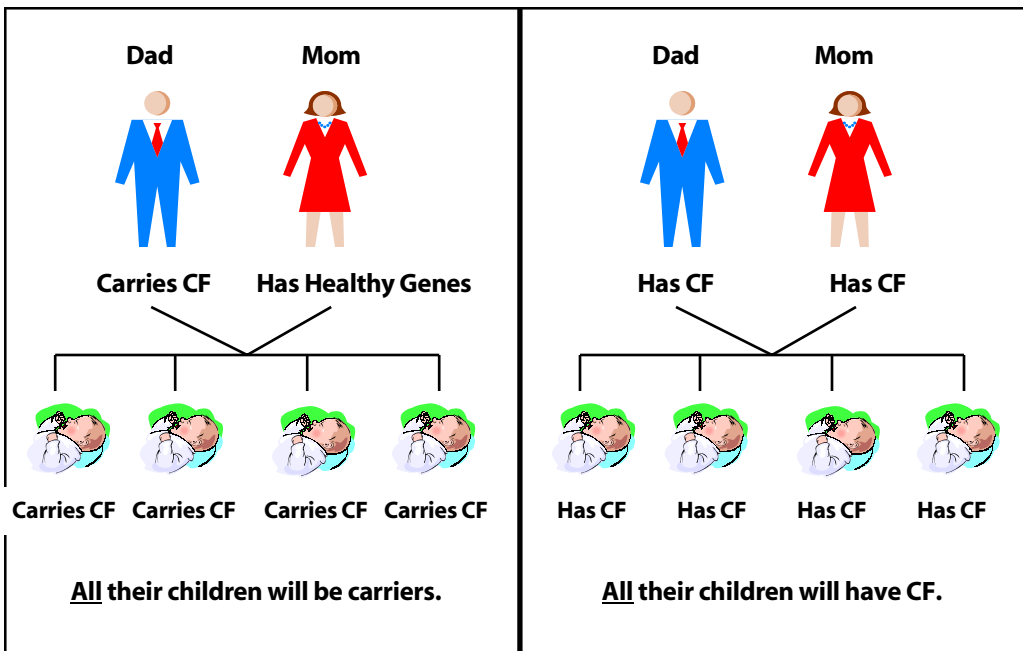 Dad Mom
Carries CF Has Healthy Genes
Carries CF Carries CF Carries CF Carries CF
All their children will be carriers.
Dad Mom
Has CF Has CF
Has CF Has CF Has CF Has CF
All their children will have CF.